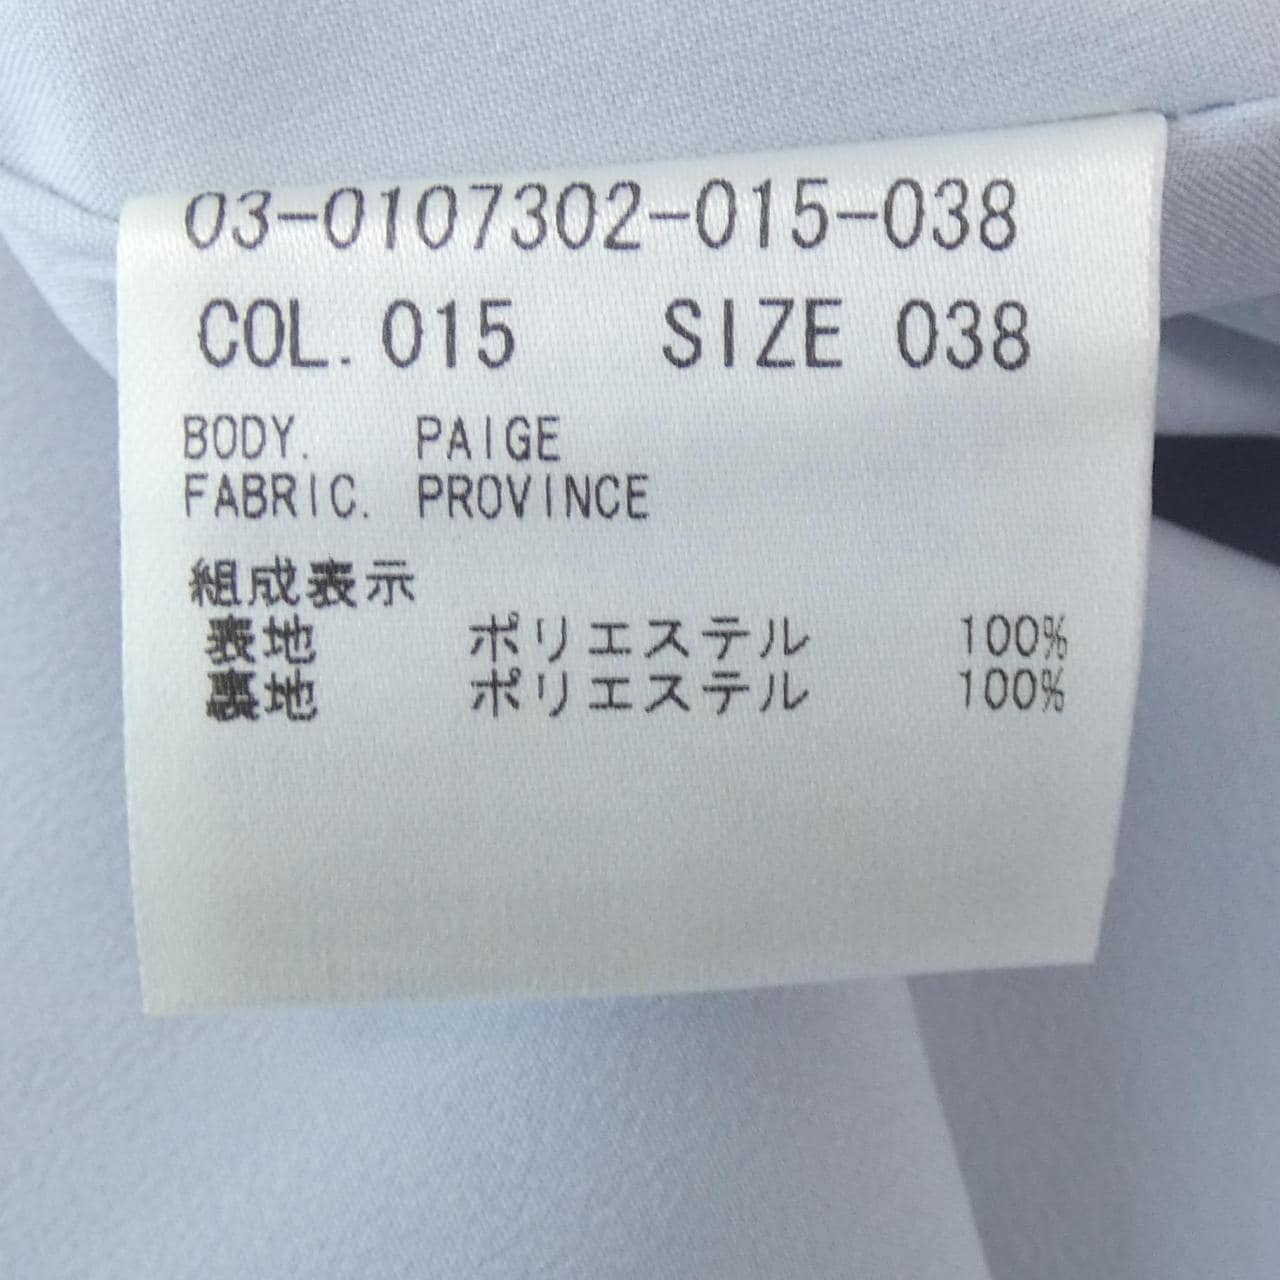 03-0107302-015-038
COL. 015 SIZE 038
BODY. PAIGE
FABRIC. PROVINCE
組成表示
表地 ポリエステル 100%
裏地 ポリエステル 100%